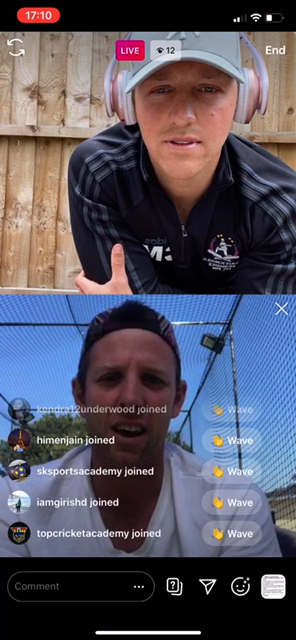 17:10
LIVE
12
End
kendra12underwood joined
Wave
himenjain joined
Wave
sksportsacademy joined
Wave
iamgirishd joined
Wave
topcricketacademy joined
Wave
Comment